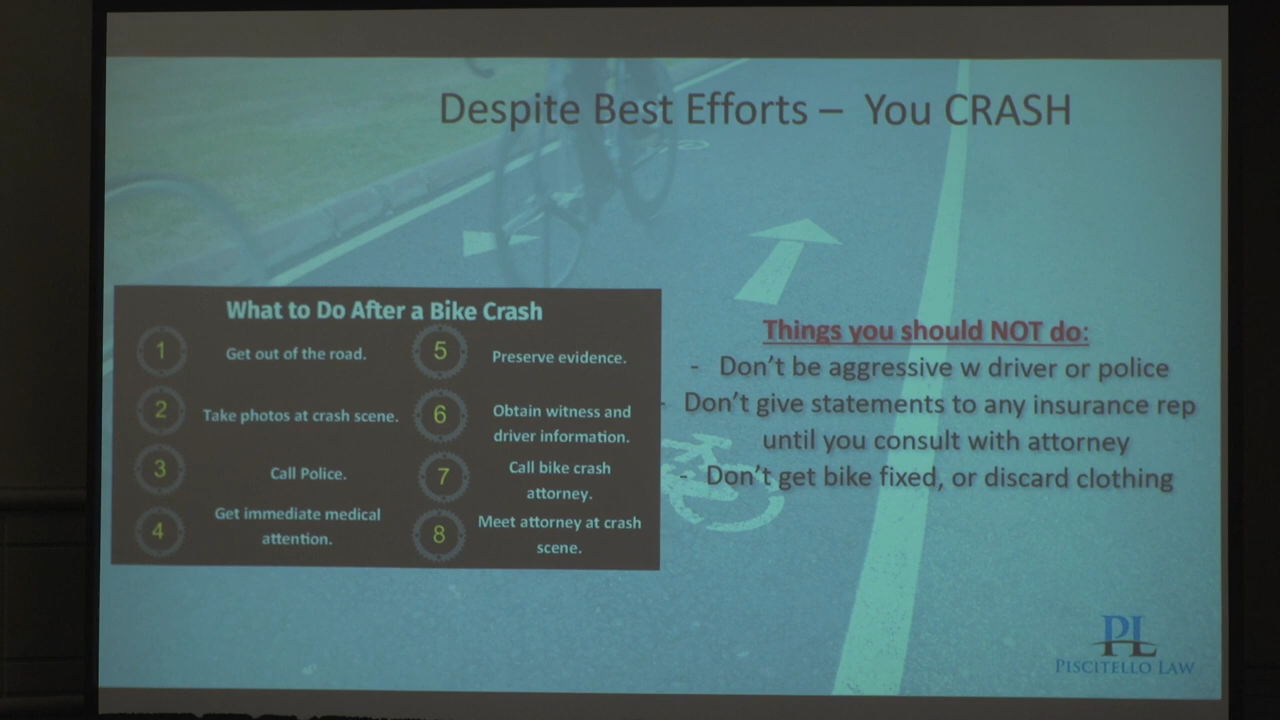 Despite Best Efforts – You CRASH
What to Do After a Bike Crash
1
Get out of the road.
2
Take photos at crash scene.
3
Call Police.
4
Get immediate medical
attention.
5
Preserve evidence.
6
Obtain witness and
driver information.
7
Call bike crash
attorney.
8
Meet attorney at crash
scene.
Things you should NOT do:
- Don't be aggressive w driver or police
- Don't give statements to any insurance rep
until you consult with attorney
- Don't get bike fixed, or discard clothing
PL
PISCITELLO LAW